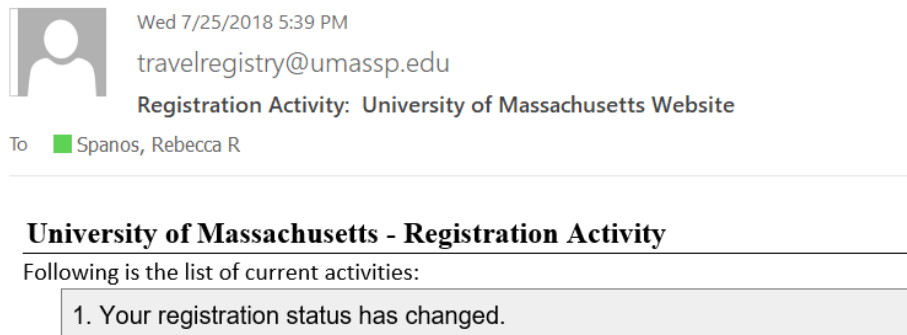 Wed 7/25/2018 5:39 PM
travelregistry@umassp.edu
Registration Activity: University of Massachusetts Website
To Spanos, Rebecca R
University of Massachusetts - Registration Activity
Following is the list of current activities:
1. Your registration status has changed.